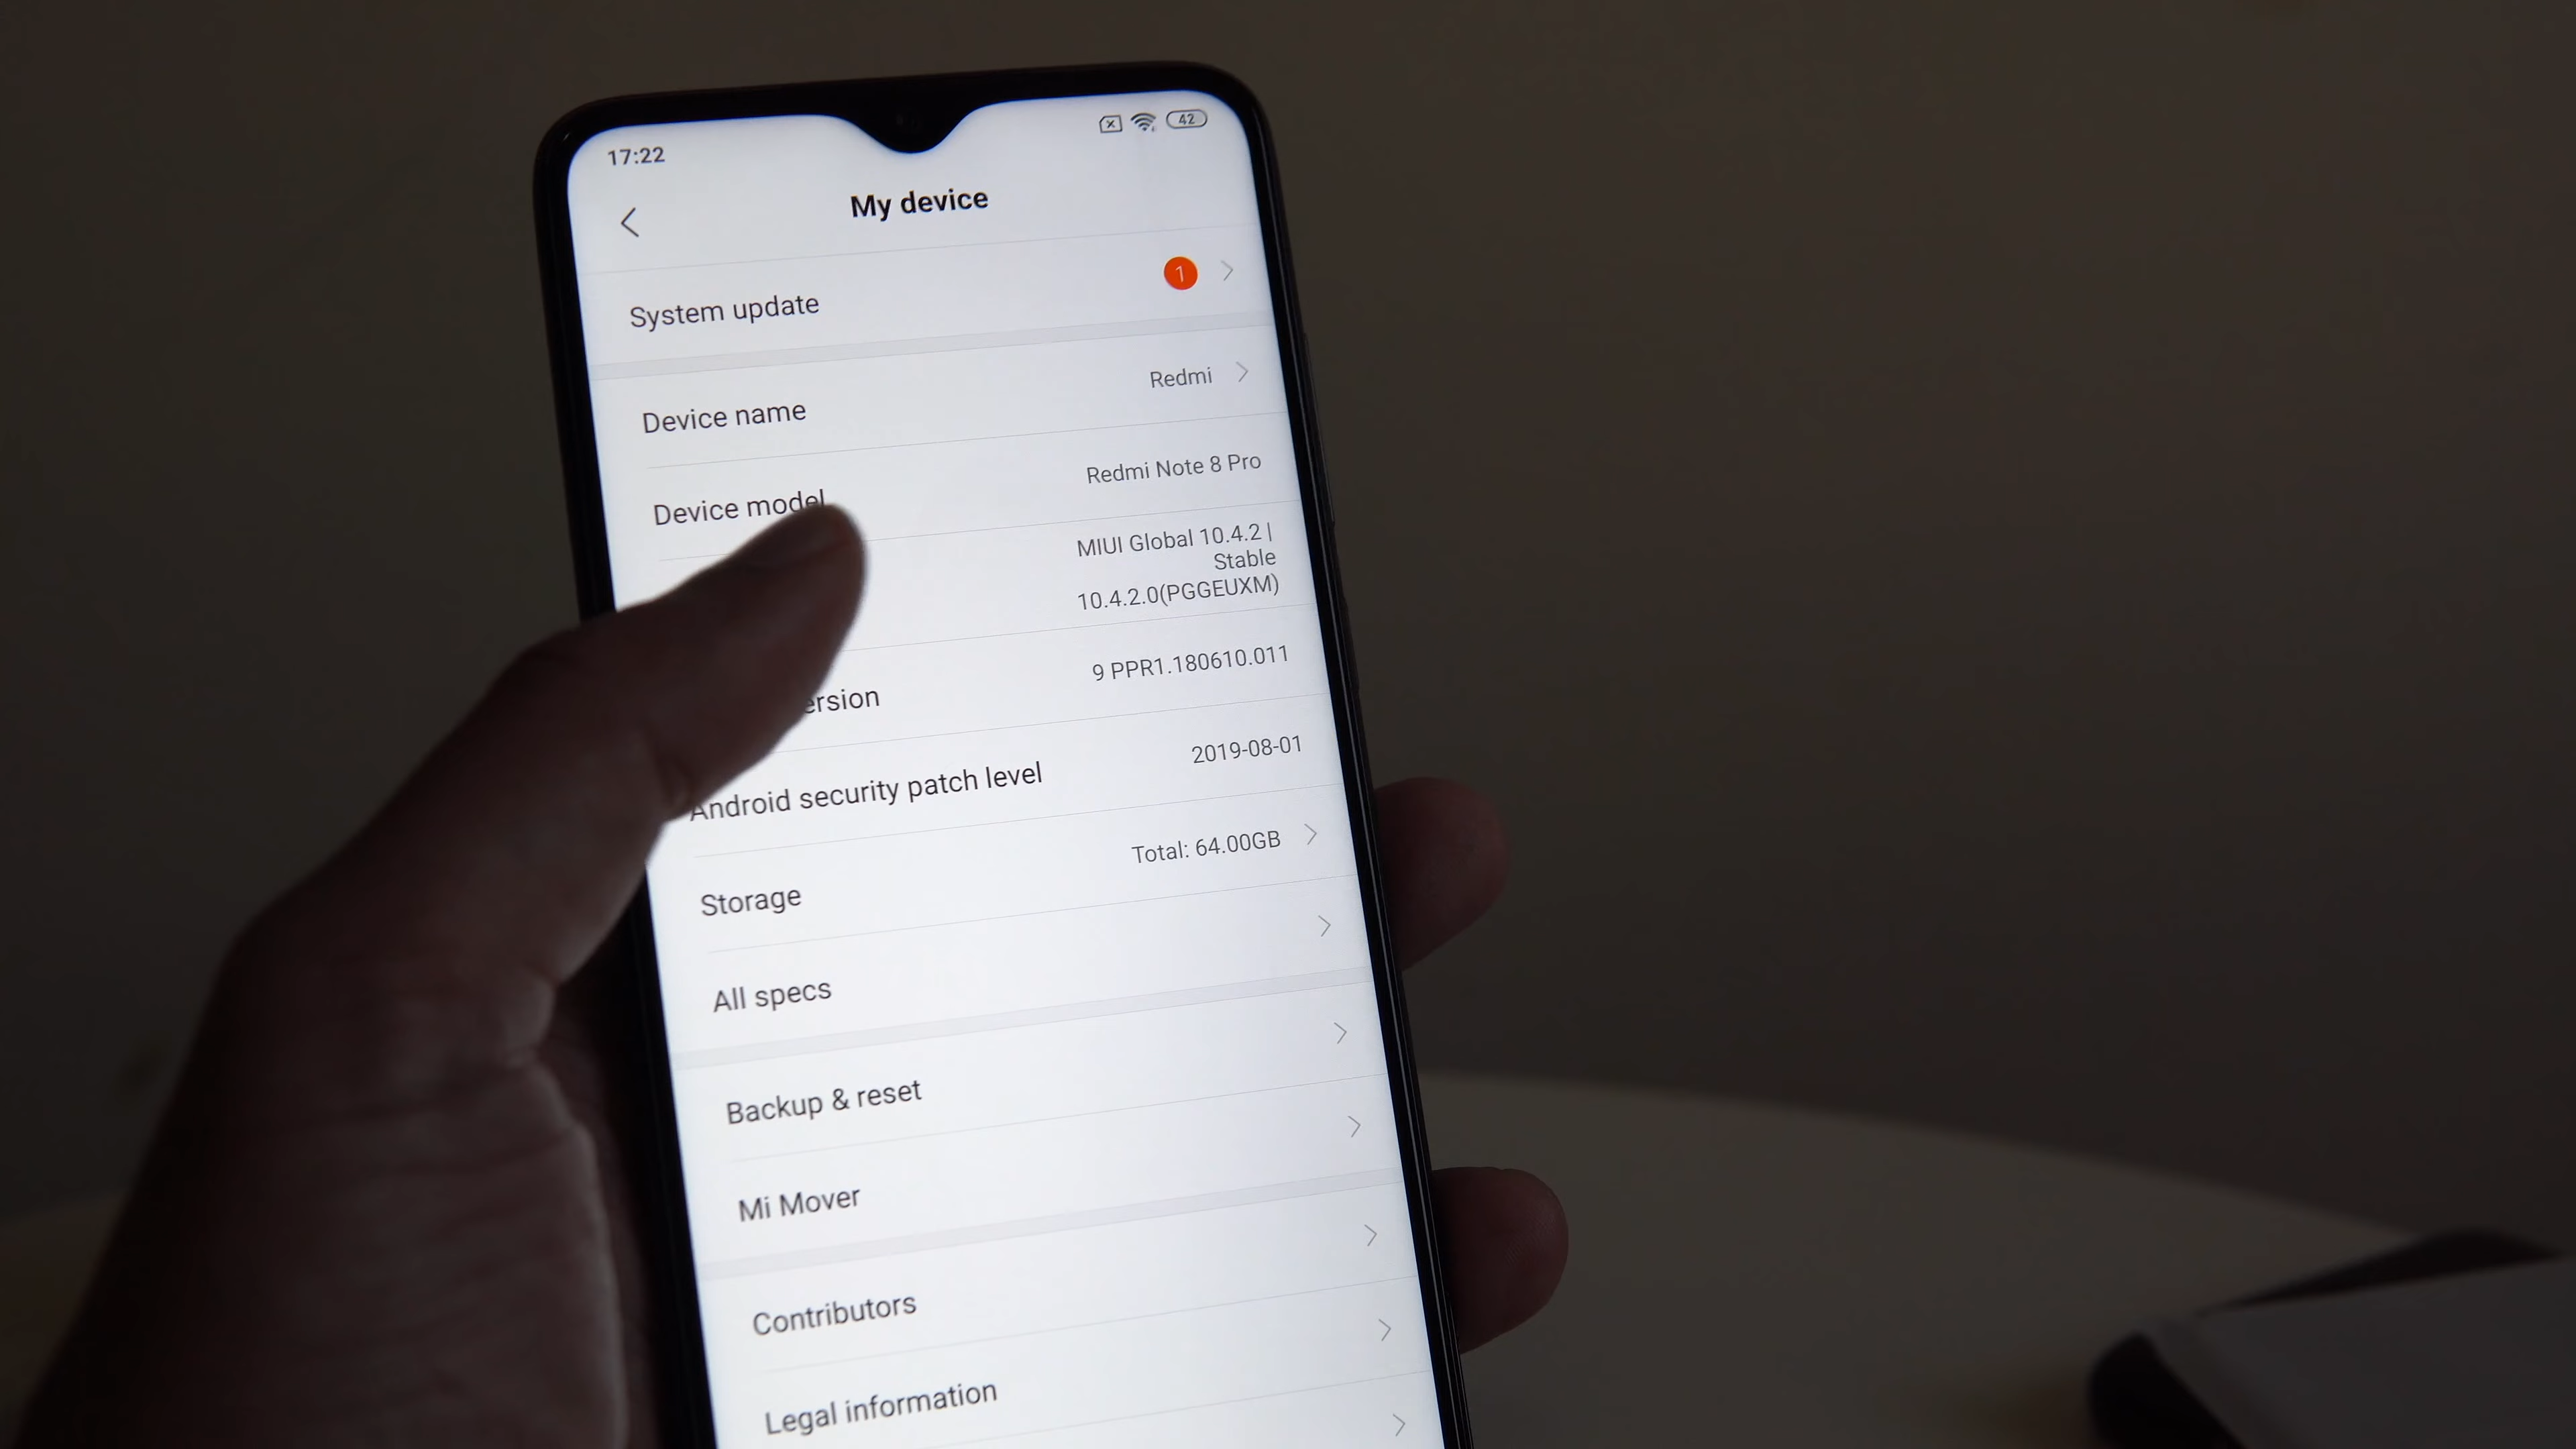 17:22
42
My device
System update
1
Device name
Redmi
Device model
Redmi Note 8 Pro
MIUI Global 10.4.2 |
Stable
10.4.2.0(PGGEUXM)
9 PPR1.180610.011
Android security patch level
2019-08-01
Storage
Total: 64.00GB
All specs
Backup & reset
Mi Mover
Contributors
Legal information